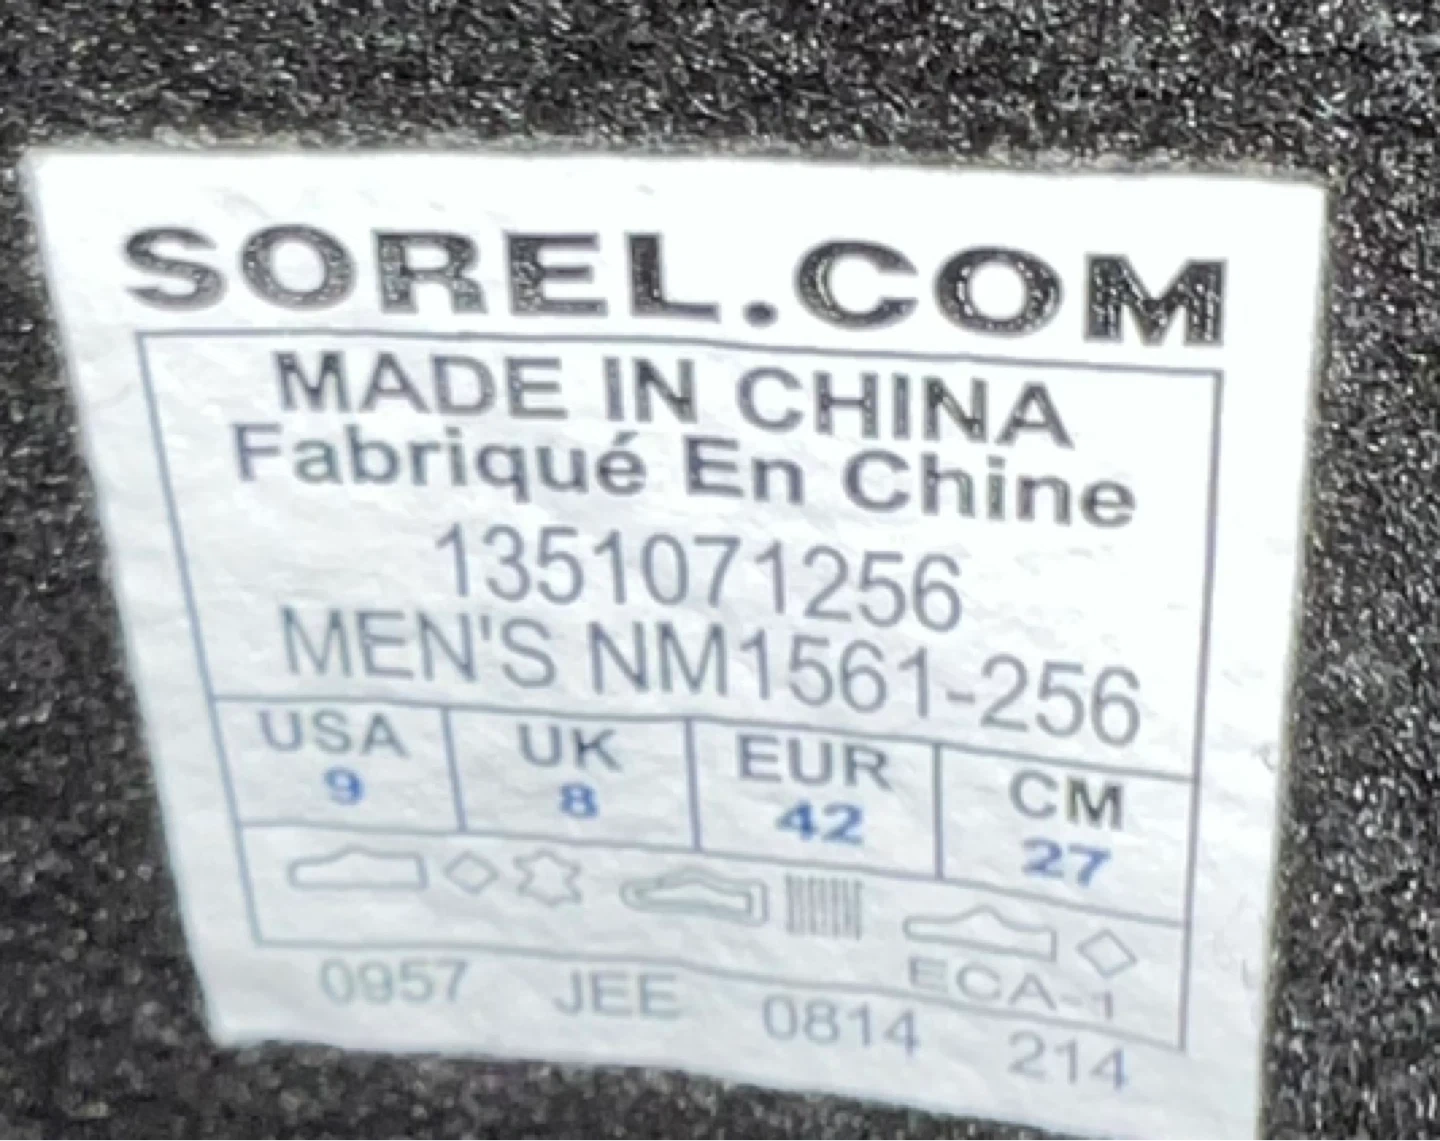 SOREL.COM
MADE IN CHINA
Fabriqué En Chine
1351071256
MEN'S NM1561-256
USA UK EUR CM
9 8 42 27
ECA-1
0957 JEE 0814 214